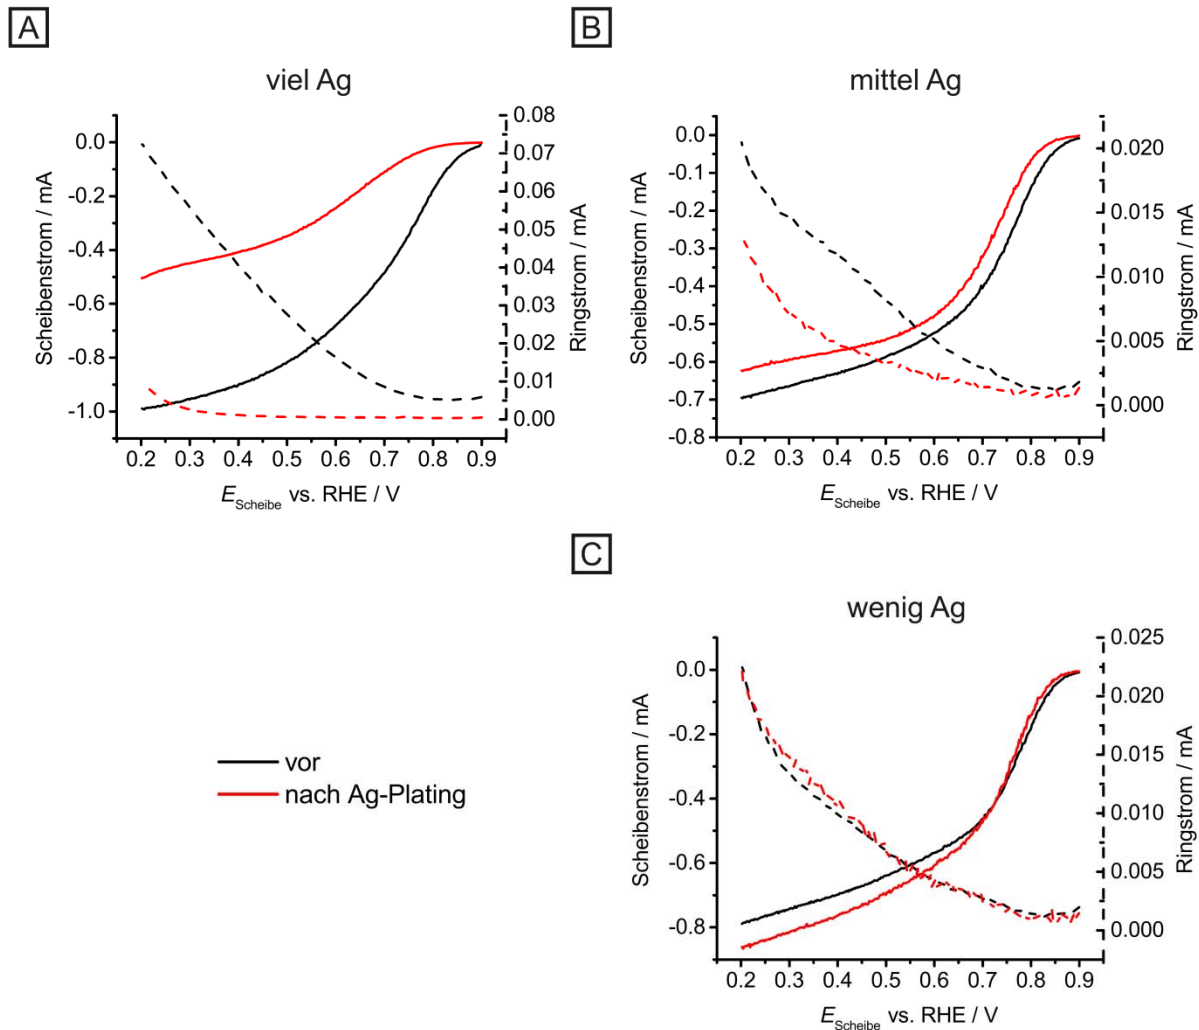 A
viel Ag
Scheibenstrom / mA
0.0
-0.2
-0.4
-0.6
-0.8
-1.0
0.08
0.07
0.06
0.05
0.04
0.03
0.02
0.01
0.00
Ringstrom / mA
0.2 0.3 0.4 0.5 0.6 0.7 0.8 0.9
E Scheibe vs. RHE / V
B
mittel Ag
Scheibenstrom / mA
0.0
-0.1
-0.2
-0.3
-0.4
-0.5
-0.6
-0.7
-0.8
0.020
0.015
0.010
0.005
0.000
Ringstrom / mA
0.2 0.3 0.4 0.5 0.6 0.7 0.8 0.9
E Scheibe vs. RHE / V
vor
nach Ag-Plating
C
wenig Ag
Scheibenstrom / mA
0.0
-0.2
-0.4
-0.6
-0.8
0.025
0.020
0.015
0.010
0.005
0.000
Ringstrom / mA
0.2 0.3 0.4 0.5 0.6 0.7 0.8 0.9
E Scheibe vs. RHE / V